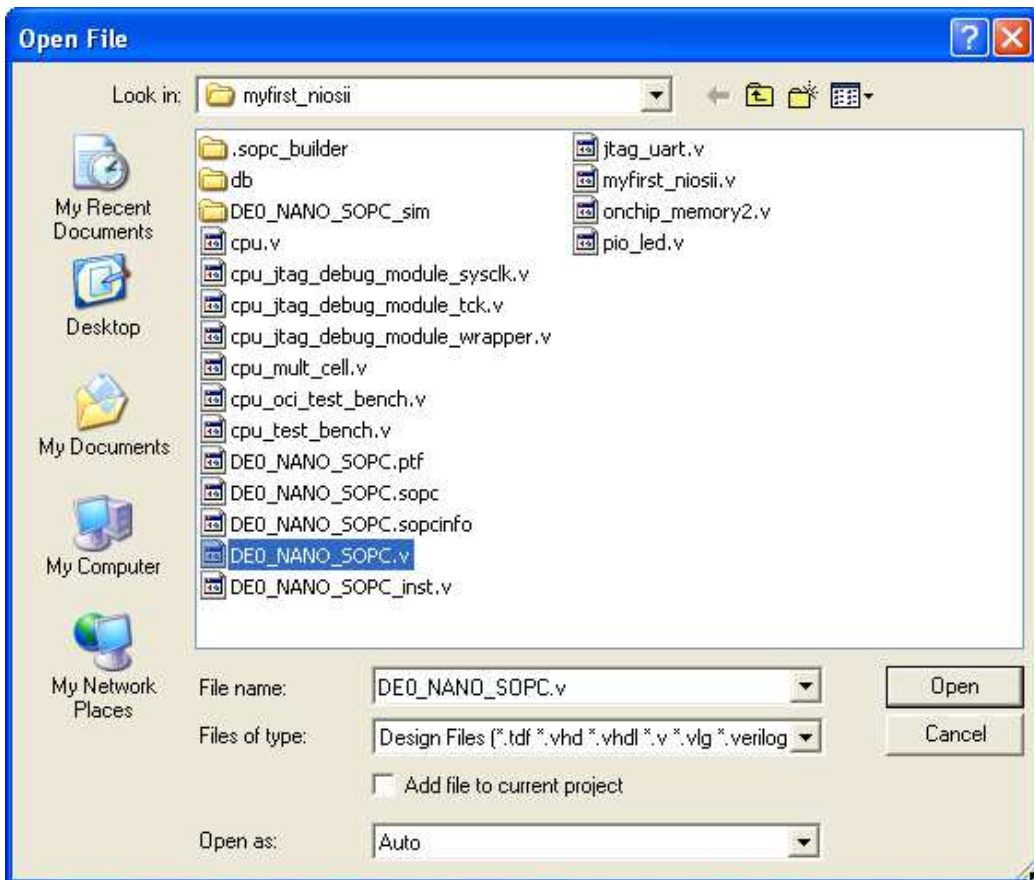 Open File
Look in:
myfirst_niosii
My Recent
Documents
Desktop
My Documents
My Computer
My Network
Places
.sopc_builder
db
DE0_NANO_SOPC_sim
cpu.v
cpu_jtag_debug_module_sysclk.v
cpu_jtag_debug_module_tck.v
cpu_jtag_debug_module_wrapper.v
cpu_mult_cell.v
cpu_oci_test_bench.v
cpu_test_bench.v
DE0_NANO_SOPC.ptf
DE0_NANO_SOPC.sopc
DE0_NANO_SOPC.sopcinfo
DE0_NANO_SOPC.v
DE0_NANO_SOPC_inst.v
jtag_uart.v
myfirst_niosii.v
onchip_memory2.v
pio_led.v
File name:
DE0_NANO_SOPC.v
Open
Files of type:
Design Files (*.tdf *.vhd *.vhdl *.v *.vlg *.verilog
Cancel
Add file to current project
Open as:
Auto